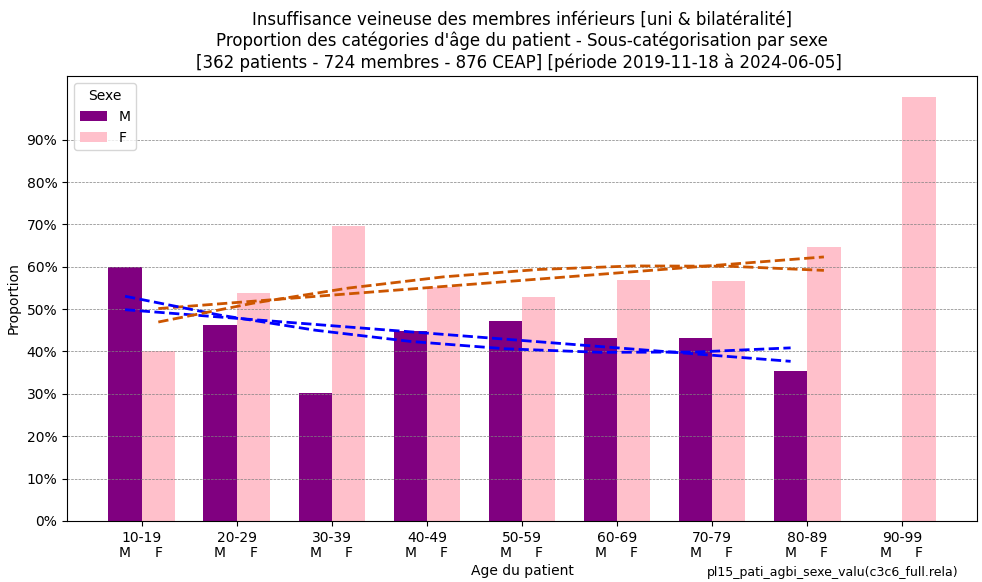 Insuffisance veineuse des membres inférieurs [uni & bilatéralité]
Proportion des catégories d'âge du patient - Sous-catégorisation par sexe
[362 patients - 724 membres - 876 CEAP] [période 2019-11-18 à 2024-06-05]
Sexe
M
F
90%
80%
70%
60%
50%
40%
30%
20%
10%
0%
Proportion
10-19 20-29 30-39 40-49 50-59 60-69 70-79 80-89 90-99
M F M F M F M F M F M F M F M F M F
Age du patient
pl15_pati_agbi_sexe_valu(c3c6_full.rela)